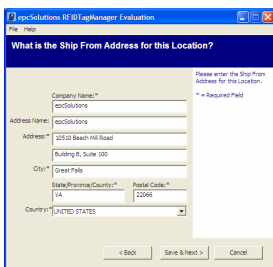 epcSolutions RFIDTagManager Evaluation
File Help
What is the Ship From Address for this Location?
Please enter the Ship From
Address for this Location.
* = Required Field
Company Name:*
epcSolutions
Address Name: epcSolutions
Address:* 10510 Beach Mill Road
Building B, Suite 100
City:* Great Falls
State/Province/County:* Postal Code:*
VA 22066
Country:* UNITED STATES
< Back Save & Next > Cancel